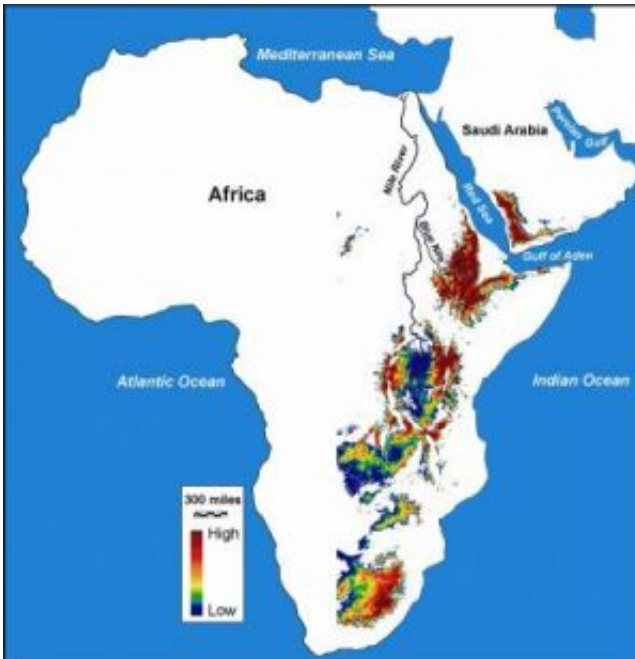 Mediterranean Sea
Saudi Arabia
Persian Gulf
Nile River
Africa
Red Sea
Blue Nile
Gulf of Aden
Atlantic Ocean
Indian Ocean
300 miles
High
Low